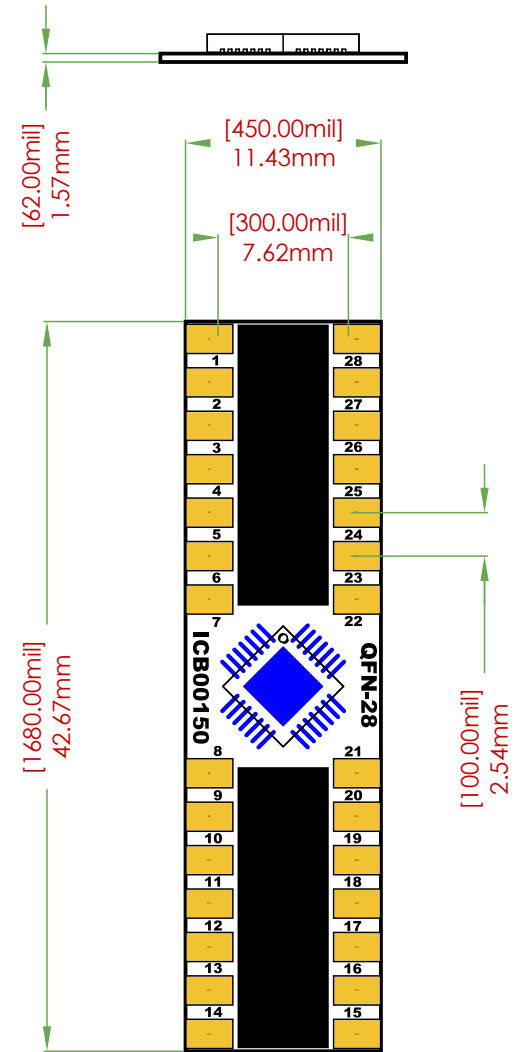 [62.00mil]
1.57mm
[450.00mil]
11.43mm
[300.00mil]
7.62mm
[1680.00mil]
42.67mm
[100.00mil]
2.54mm
1 28
2 27
3 26
4 25
5 24
6 23
7 22
ICB00150
QFN-28
8 21
9 20
10 19
11 18
12 17
13 16
14 15